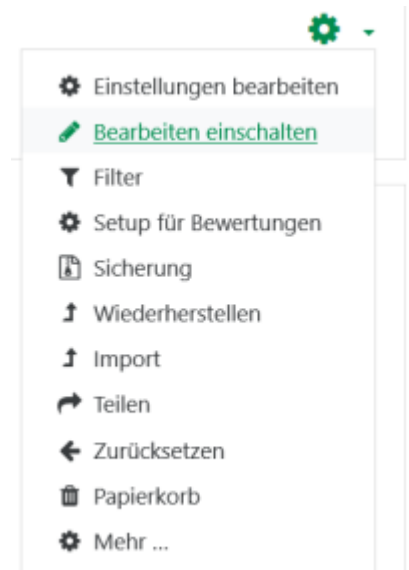 Einstellungen bearbeiten
Bearbeiten einschalten
Filter
Setup für Bewertungen
Sicherung
Wiederherstellen
Import
Teilen
Zurücksetzen
Papierkorb
Mehr ...